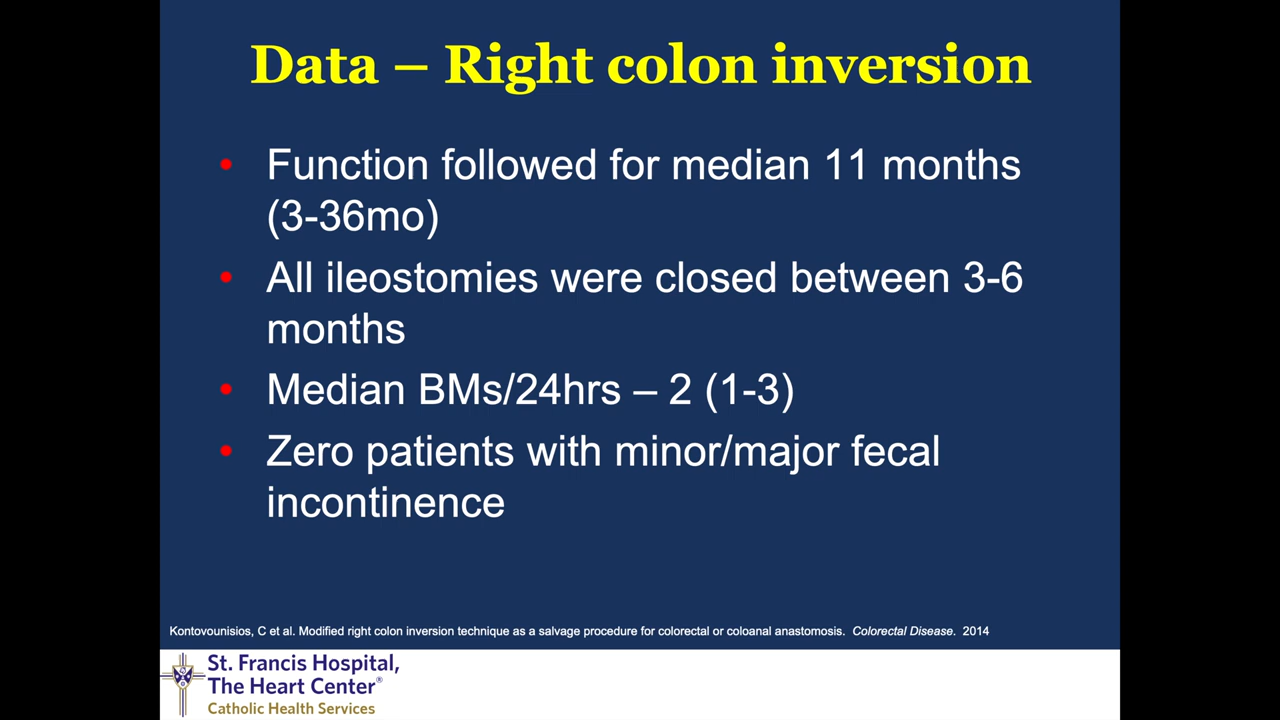 Data – Right colon inversion
• Function followed for median 11 months
(3-36mo)
• All ileostomies were closed between 3-6
months
• Median BMs/24hrs – 2 (1-3)
• Zero patients with minor/major fecal
incontinence
Kontovounisios, C et al. Modified right colon inversion technique as a salvage procedure for colorectal or coloanal anastomosis. Colorectal Disease. 2014
St. Francis Hospital,
The Heart Center®
Catholic Health Services